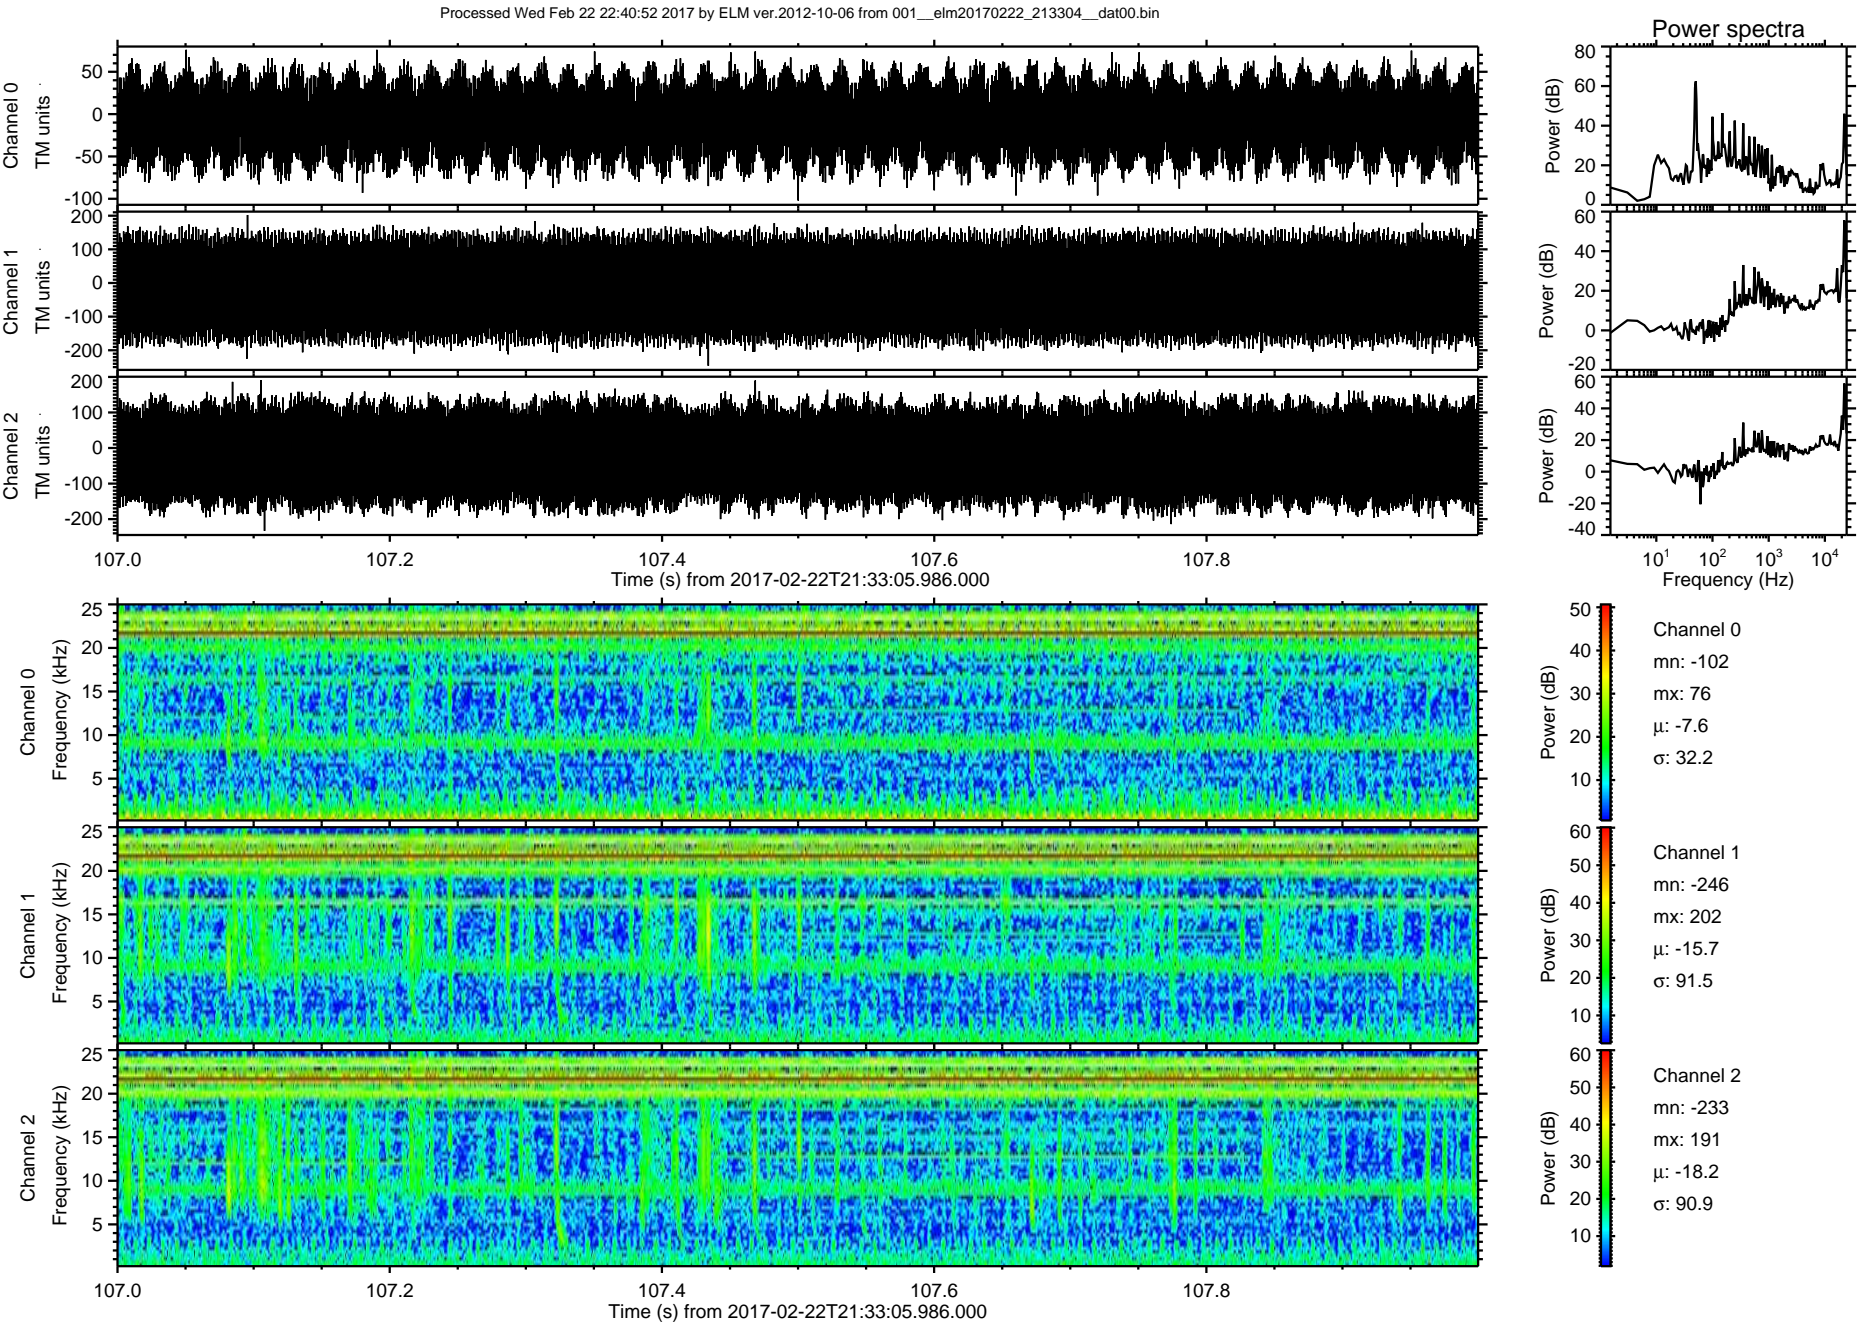 Processed Wed Feb 22 22:40:52 2017 by ELM ver.2012-10-06 from 001__elm20170222_213304__dat00.bin
Power spectra
Channel 0
TM units
50
0
-50
-100
Power (dB)
80
60
40
20
0
Channel 1
TM units
200
100
0
-100
-200
Power (dB)
60
40
20
0
-20
Channel 2
TM units
200
100
0
-100
-200
Power (dB)
60
40
20
0
-20
-40
107.0 107.2 107.4 107.6 107.8
Time (s) from 2017-02-22T21:33:05.986.000
10^1 10^2 10^3 10^4
Frequency (Hz)
Channel 0
Frequency (kHz)
25
20
15
10
5
Power (dB)
50
40
30
20
10
Channel 0
mn: -102
mx: 76
μ: -7.6
σ: 32.2
Channel 1
Frequency (kHz)
25
20
15
10
5
Power (dB)
60
50
40
30
20
10
Channel 1
mn: -246
mx: 202
μ: -15.7
σ: 91.5
Channel 2
Frequency (kHz)
25
20
15
10
5
Power (dB)
60
50
40
30
20
10
Channel 2
mn: -233
mx: 191
μ: -18.2
σ: 90.9
107.0 107.2 107.4 107.6 107.8
Time (s) from 2017-02-22T21:33:05.986.000